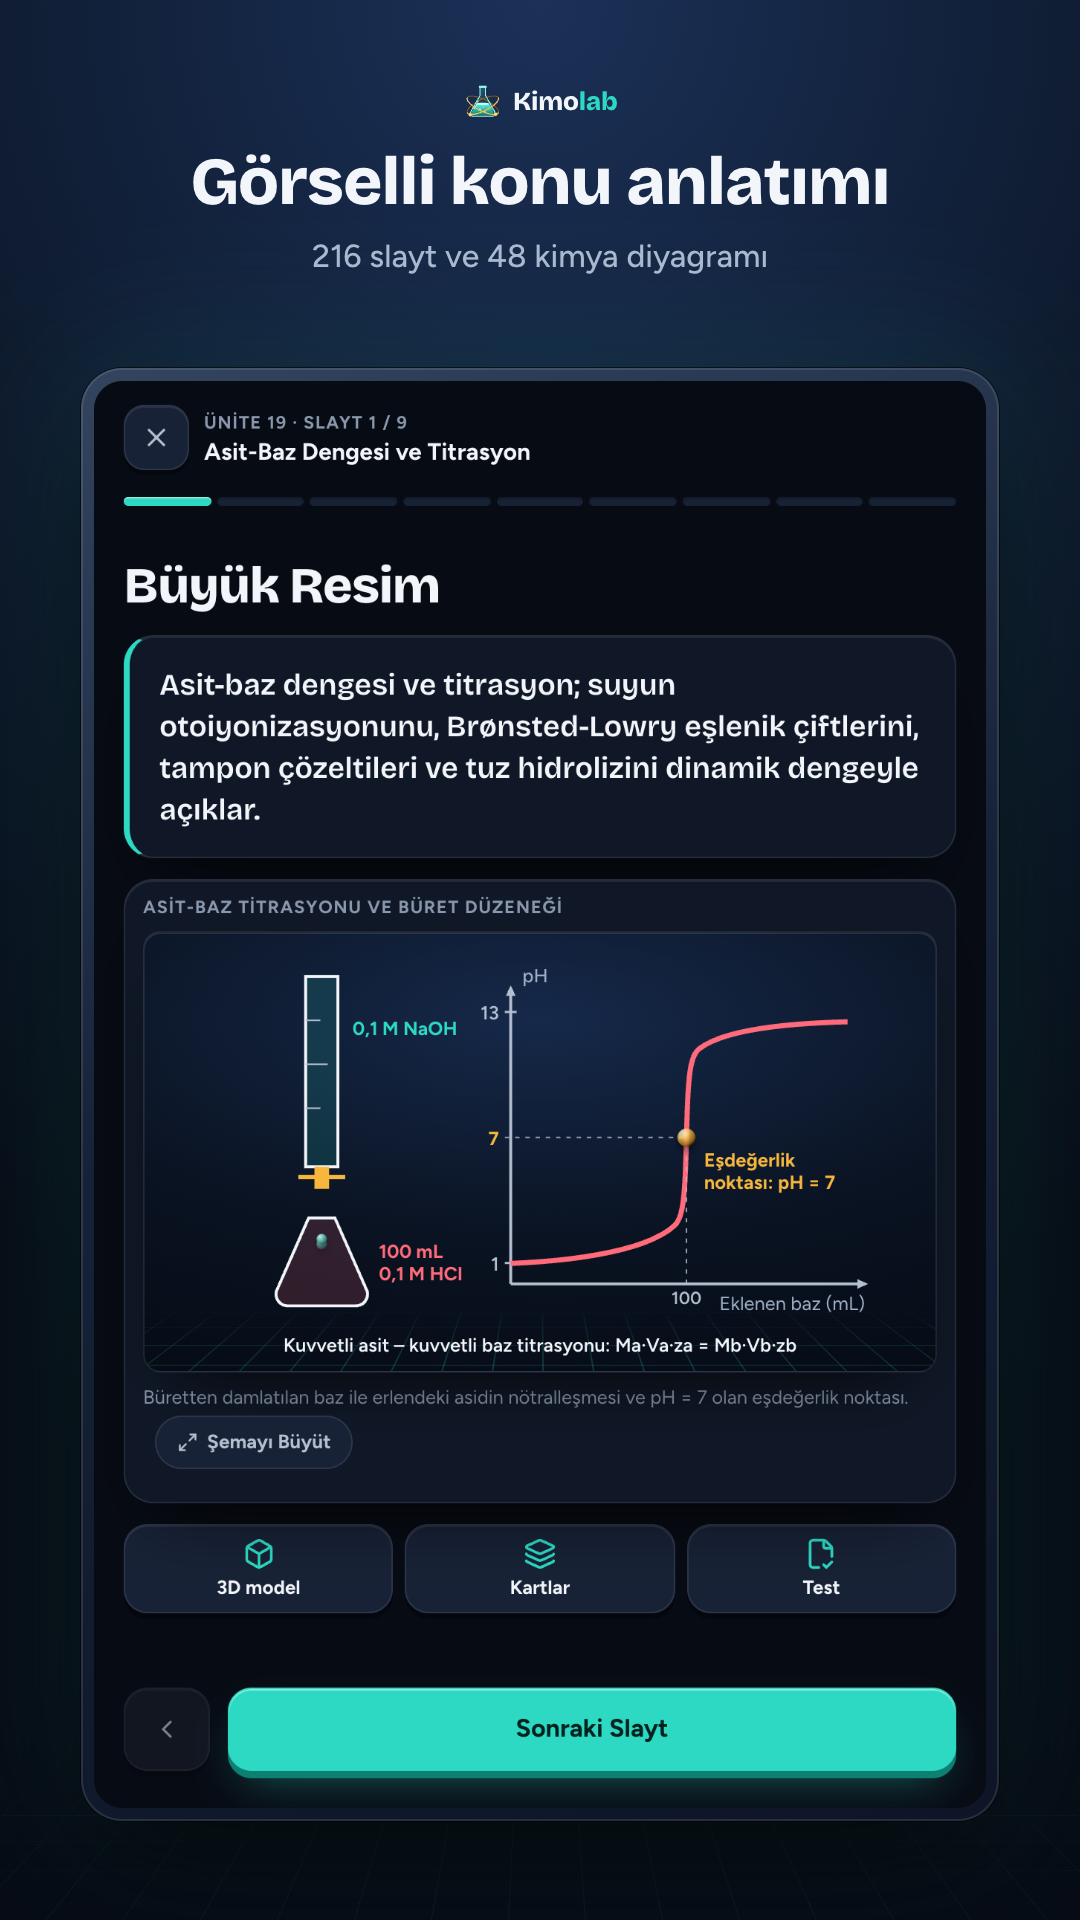 Kimolab
Görselli konu anlatımı
216 slayt ve 48 kimya diyagramı
ÜNİTE 19 · SLAYT 1 / 9
Asit-Baz Dengesi ve Titrasyon
Büyük Resim
Asit-baz dengesi ve titrasyon; suyun
otoiyonizasyonunu, Brønsted-Lowry eşlenik çiftlerini,
tampon çözeltileri ve tuz hidrolizini dinamik dengeyle
açıklar.
ASİT-BAZ TİTRASYONU VE BÜRET DÜZENEĞİ
pH
13
0,1 M NaOH
7
Eşdeğerlik
noktası: pH = 7
100 mL
0,1 M HCl
1
100
Eklenen baz (mL)
Kuvvetli asit – kuvvetli baz titrasyonu: Ma·Va·za = Mb·Vb·zb
Büretten damlatılan baz ile erlendeki asidin nötralleşmesi ve pH = 7 olan eşdeğerlik noktası.
Şemayı Büyüt
3D model
Kartlar
Test
Sonraki Slayt